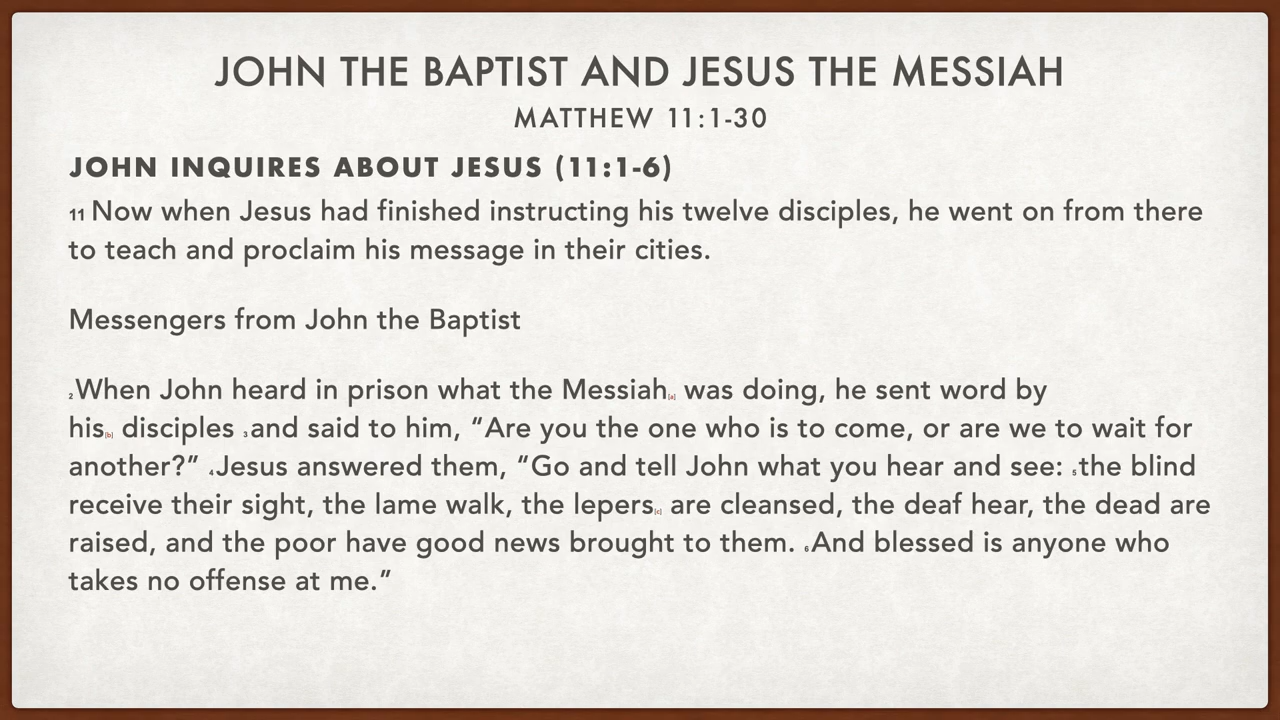 JOHN THE BAPTIST AND JESUS THE MESSIAH
MATTHEW 11:1-30
JOHN INQUIRES ABOUT JESUS (11:1-6)
11 Now when Jesus had finished instructing his twelve disciples, he went on from there
to teach and proclaim his message in their cities.
Messengers from John the Baptist
2 When John heard in prison what the Messiah[a] was doing, he sent word by
his[b] disciples 3 and said to him, “Are you the one who is to come, or are we to wait for
another?” 4 Jesus answered them, “Go and tell John what you hear and see: 5 the blind
receive their sight, the lame walk, the lepers[c] are cleansed, the deaf hear, the dead are
raised, and the poor have good news brought to them. 6 And blessed is anyone who
takes no offense at me.”